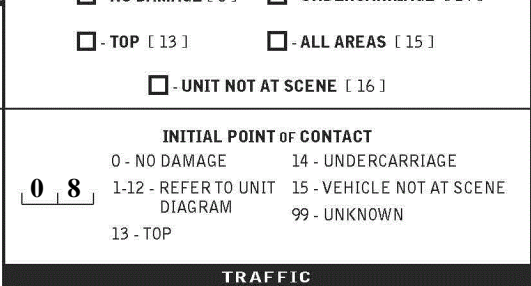 - TOP [ 13 ] - ALL AREAS [ 15 ]
- UNIT NOT AT SCENE [ 16 ]
INITIAL POINT OF CONTACT
0 - NO DAMAGE 14 - UNDERCARRIAGE
0 8 1-12 - REFER TO UNIT 15 - VEHICLE NOT AT SCENE
DIAGRAM 99 - UNKNOWN
13 - TOP
TRAFFIC